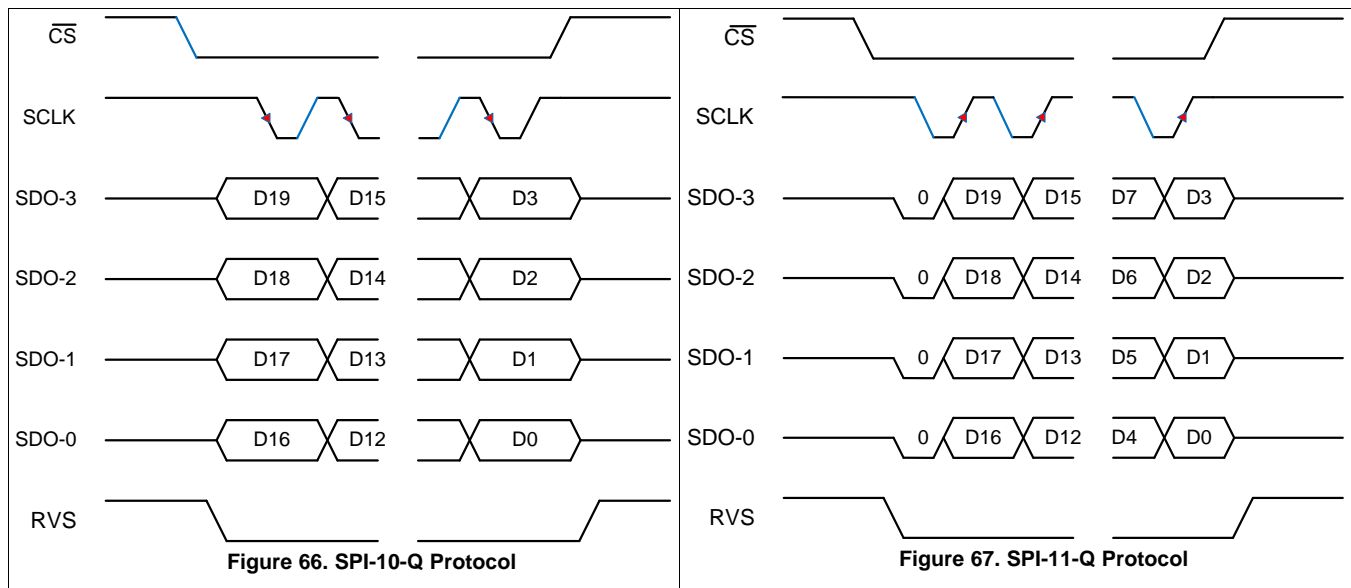 CS
SCLK
SDO-3 D19 D15 D3
SDO-2 D18 D14 D2
SDO-1 D17 D13 D1
SDO-0 D16 D12 D0
RVS
Figure 66. SPI-10-Q Protocol
CS
SCLK
SDO-3 0 D19 D15 D7 D3
SDO-2 0 D18 D14 D6 D2
SDO-1 0 D17 D13 D5 D1
SDO-0 0 D16 D12 D4 D0
RVS
Figure 67. SPI-11-Q Protocol